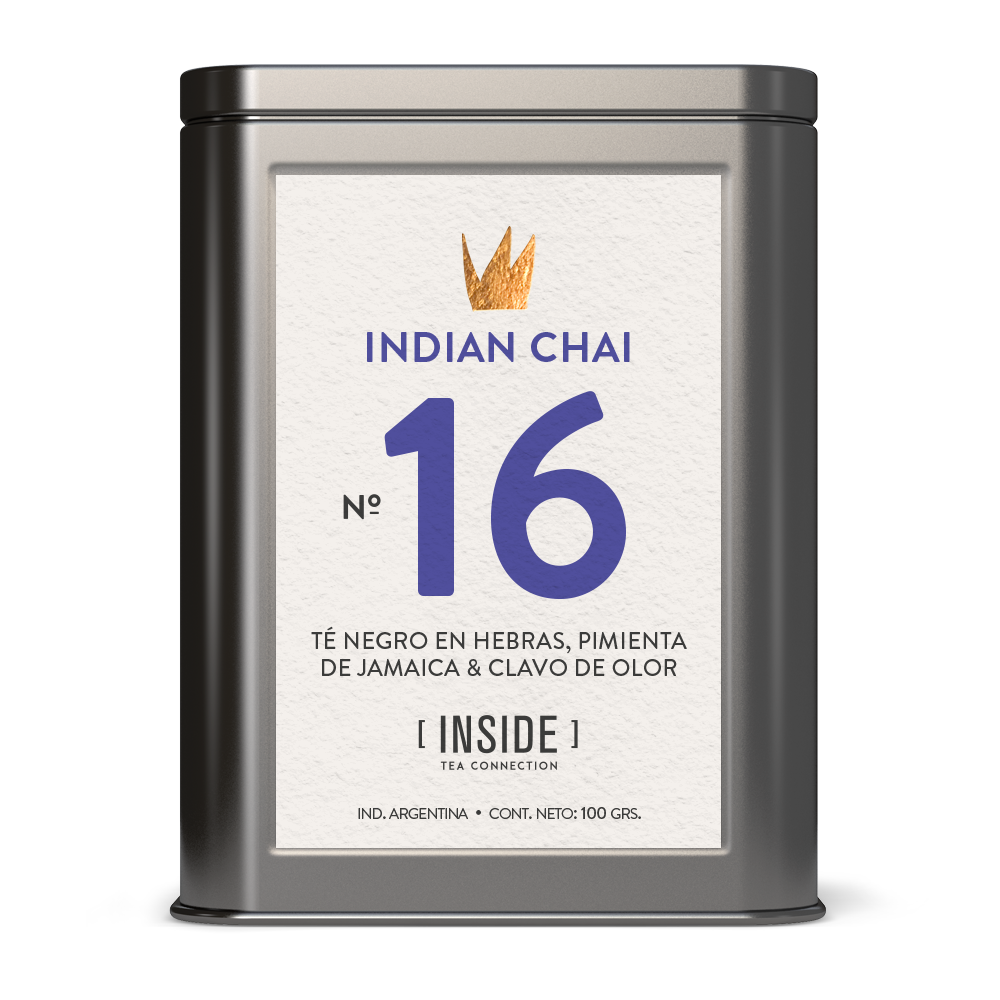 INDIAN CHAI
Nº 16
TÉ NEGRO EN HEBRAS, PIMIENTA
DE JAMAICA & CLAVO DE OLOR
[ INSIDE ]
TEA CONNECTION
IND. ARGENTINA • CONT. NETO: 100 GRS.